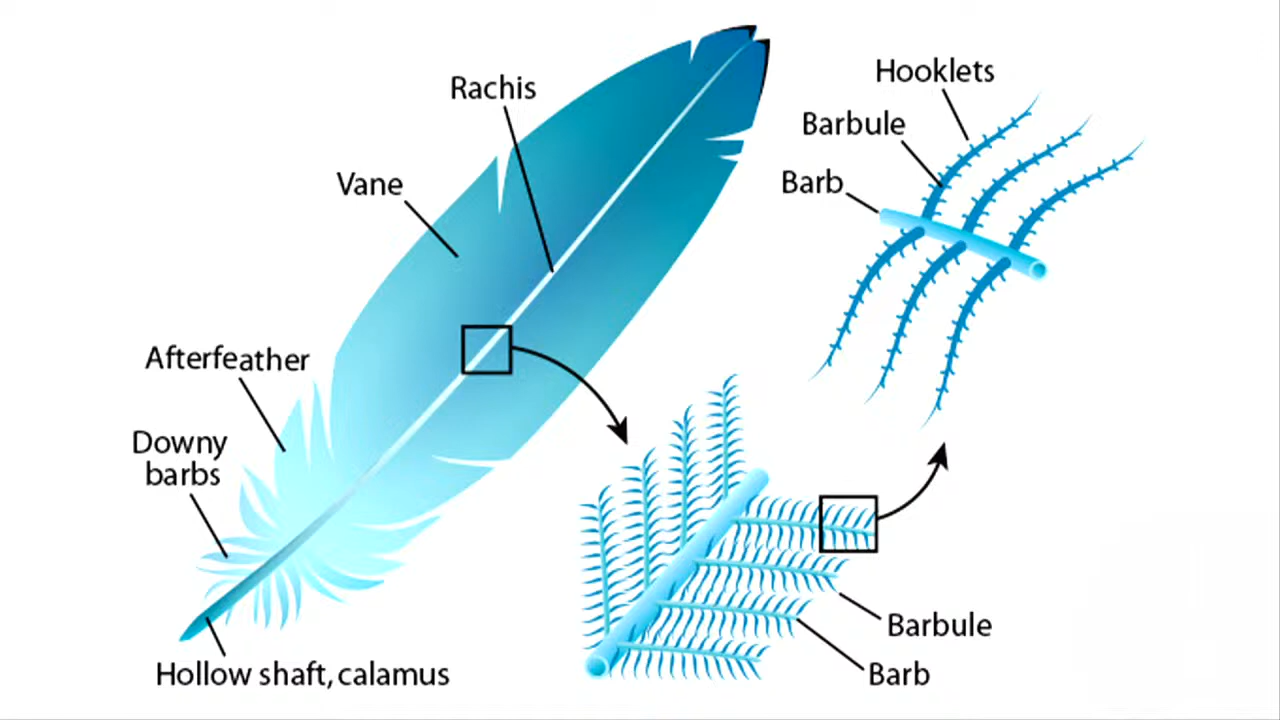 Rachis
Vane
Afterfeather
Downy
barbs
Hollow shaft, calamus
Hooklets
Barbule
Barb
Barbule
Barb